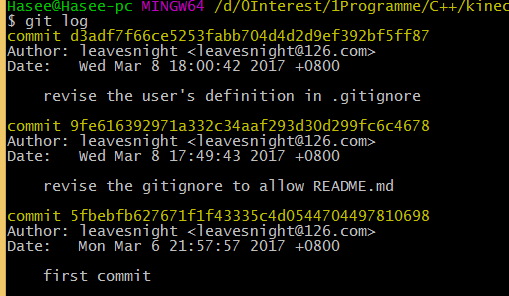 Hasee@Hasee-pc MINGW64 /d/0Interest/1Programme/C++/kinec
$ git log
commit d3adf7f66ce5253fabb704d4d2d9ef392bf5ff87
Author: leavesnight <leavesnight@126.com>
Date:   Wed Mar 8 18:00:42 2017 +0800
    revise the user's definition in .gitignore
commit 9fe616392971a332c34aaf293d30d299fc6c4678
Author: leavesnight <leavesnight@126.com>
Date:   Wed Mar 8 17:49:43 2017 +0800
    revise the gitignore to allow README.md
commit 5fbebfb627671f1f43335c4d0544704497810698
Author: leavesnight <leavesnight@126.com>
Date:   Mon Mar 6 21:57:57 2017 +0800
    first commit